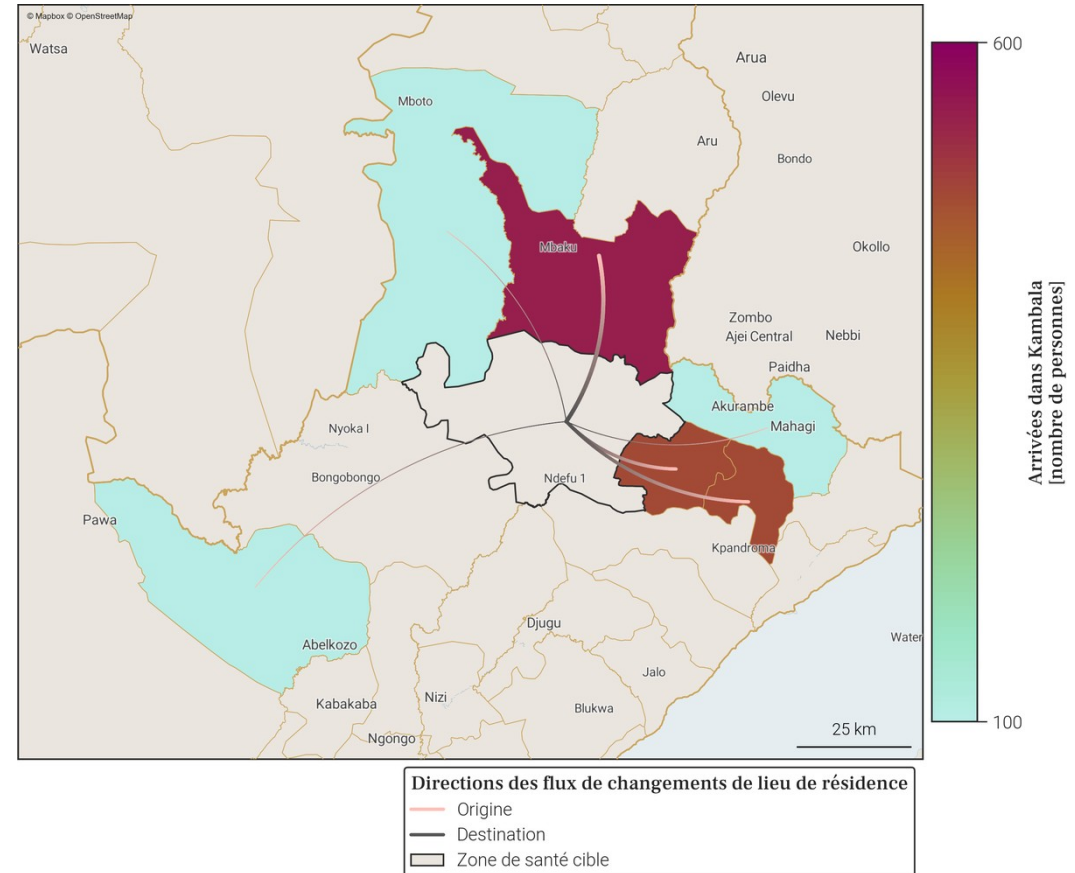 © Mapbox © OpenStreetMap
Watsa
Arua
Mboto
Olevu
Aru
Bondo
Mbaku
Okollo
Zombo
Ajei Central
Nebbi
Paidha
Akurambe
Mahagi
Nyoka I
Bongobongo
Ndefu 1
Pawa
Kpandroma
Djugu
Water
Abelkozo
Jalo
Nizi
Kabakaba
Blukwa
Ngongo
25 km
600
100
Arrivées dans Kambala
[nombre de personnes]
Directions des flux de changements de lieu de résidence
Origine
Destination
Zone de santé cible